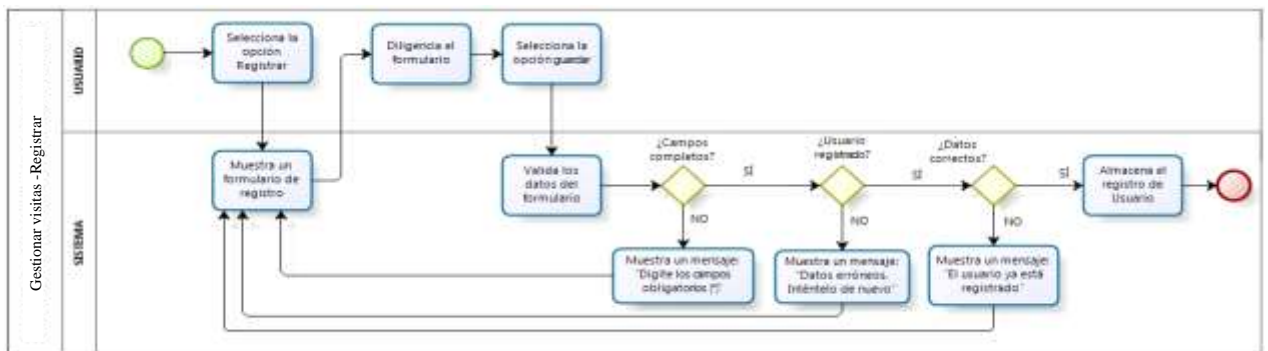 Gestionar visitas -Registrar
USUARIO
Selecciona la
opción
Registrar
Diligencia el
formulario
Selecciona la
opción guardar
SISTEMA
Muestra un
formulario de
registro
Valida los
datos del
formulario
¿Campos
completos?
SÍ
NO
¿Usuario
registrado?
SÍ
NO
¿Datos
correctos?
SÍ
NO
Almacena el
registro de
Usuario
Muestra un mensaje:
"Digite los campos
obligatorios (*)"
Muestra un mensaje:
"Datos erróneos.
Inténtelo de nuevo"
Muestra un mensaje:
"El usuario ya está
registrado"